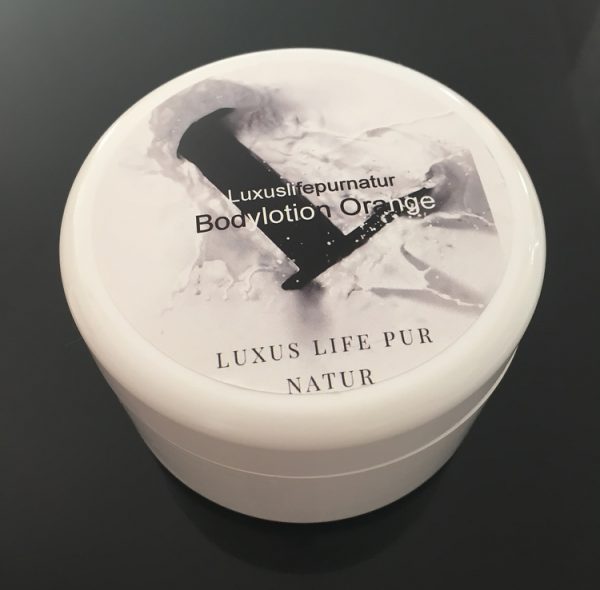 Luxuslifepurnatur
Bodylotion Orange
LUXUS LIFE PUR
NATUR